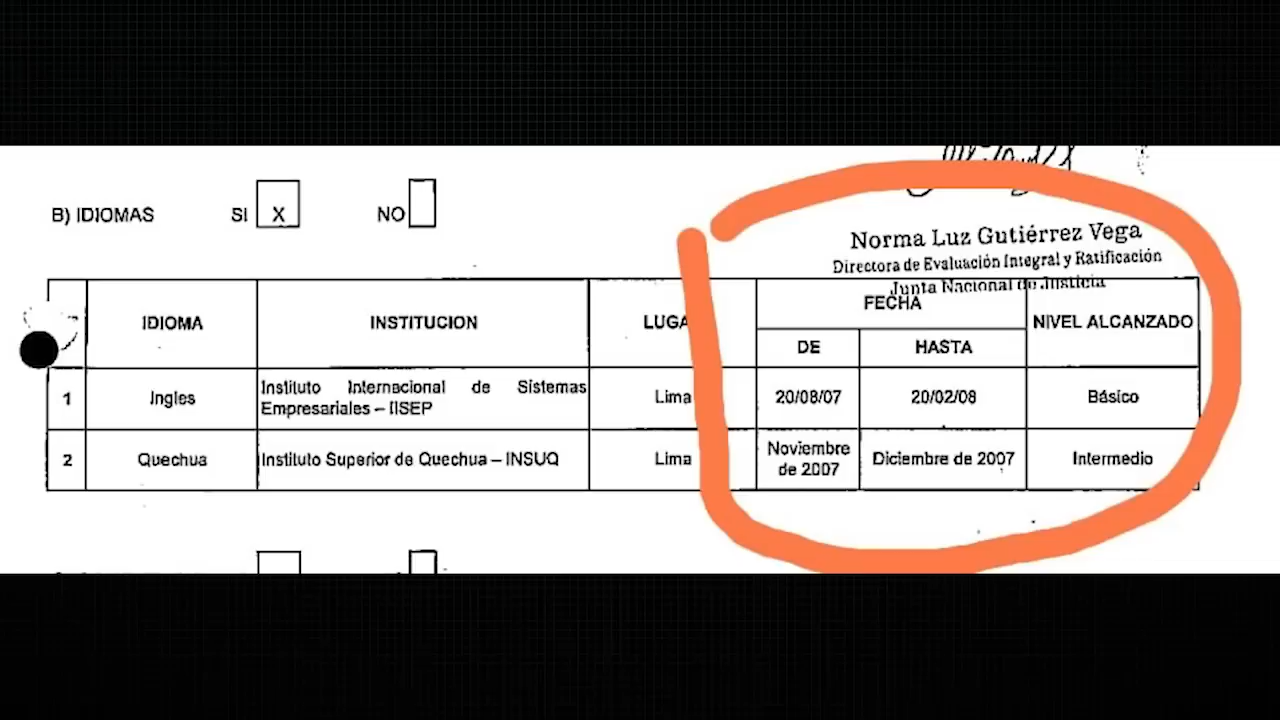 B) IDIOMAS SI X NO
Norma Luz Gutiérrez Vega
Directora de Evaluación Integral y Ratificación
Junta Nacional de Justicia
IDIOMA INSTITUCION LUGA FECHA NIVEL ALCANZADO
DE HASTA
1 Ingles Instituto Internacional de Sistemas Lima 20/08/07 20/02/08 Básico
Empresariales – IISEP
2 Quechua Instituto Superior de Quechua – INSUQ Lima Noviembre Diciembre de 2007 Intermedio
de 2007